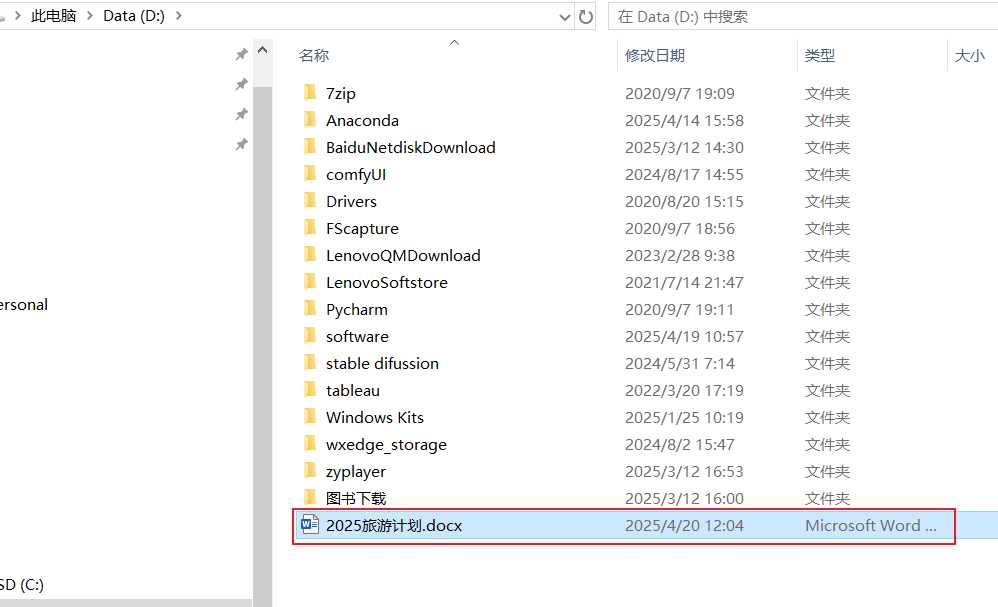 此电脑 Data (D:)
在 Data (D:) 中搜索
名称 修改日期 类型 大小
7zip 2020/9/7 19:09 文件夹
Anaconda 2025/4/14 15:58 文件夹
BaiduNetdiskDownload 2025/3/12 14:30 文件夹
comfyUI 2024/8/17 14:55 文件夹
Drivers 2020/8/20 15:15 文件夹
FScapture 2020/9/7 18:56 文件夹
LenovoQMDownload 2023/2/28 9:38 文件夹
LenovoSoftstore 2021/7/14 21:47 文件夹
ersonal
Pycharm 2020/9/7 19:11 文件夹
software 2025/4/19 10:57 文件夹
stable difussion 2024/5/31 7:14 文件夹
tableau 2022/3/20 17:19 文件夹
Windows Kits 2025/1/25 10:19 文件夹
wxedge_storage 2024/8/2 15:47 文件夹
zyplayer 2025/3/12 16:53 文件夹
图书下载 2025/3/12 16:00 文件夹
2025旅游计划.docx 2025/4/20 12:04 Microsoft Word ...
SD (C:)